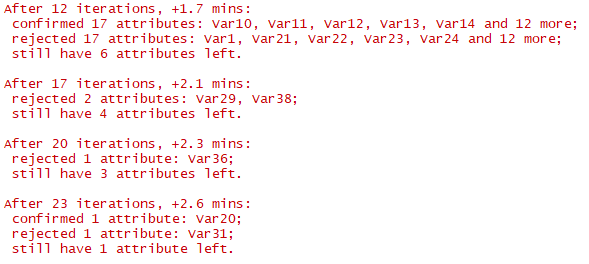 After 12 iterations, +1.7 mins:
confirmed 17 attributes: Var10, Var11, Var12, Var13, Var14 and 12 more;
rejected 17 attributes: Var1, Var21, Var22, Var23, Var24 and 12 more;
still have 6 attributes left.
After 17 iterations, +2.1 mins:
rejected 2 attributes: Var29, Var38;
still have 4 attributes left.
After 20 iterations, +2.3 mins:
rejected 1 attribute: Var36;
still have 3 attributes left.
After 23 iterations, +2.6 mins:
confirmed 1 attribute: Var20;
rejected 1 attribute: Var31;
still have 1 attribute left.